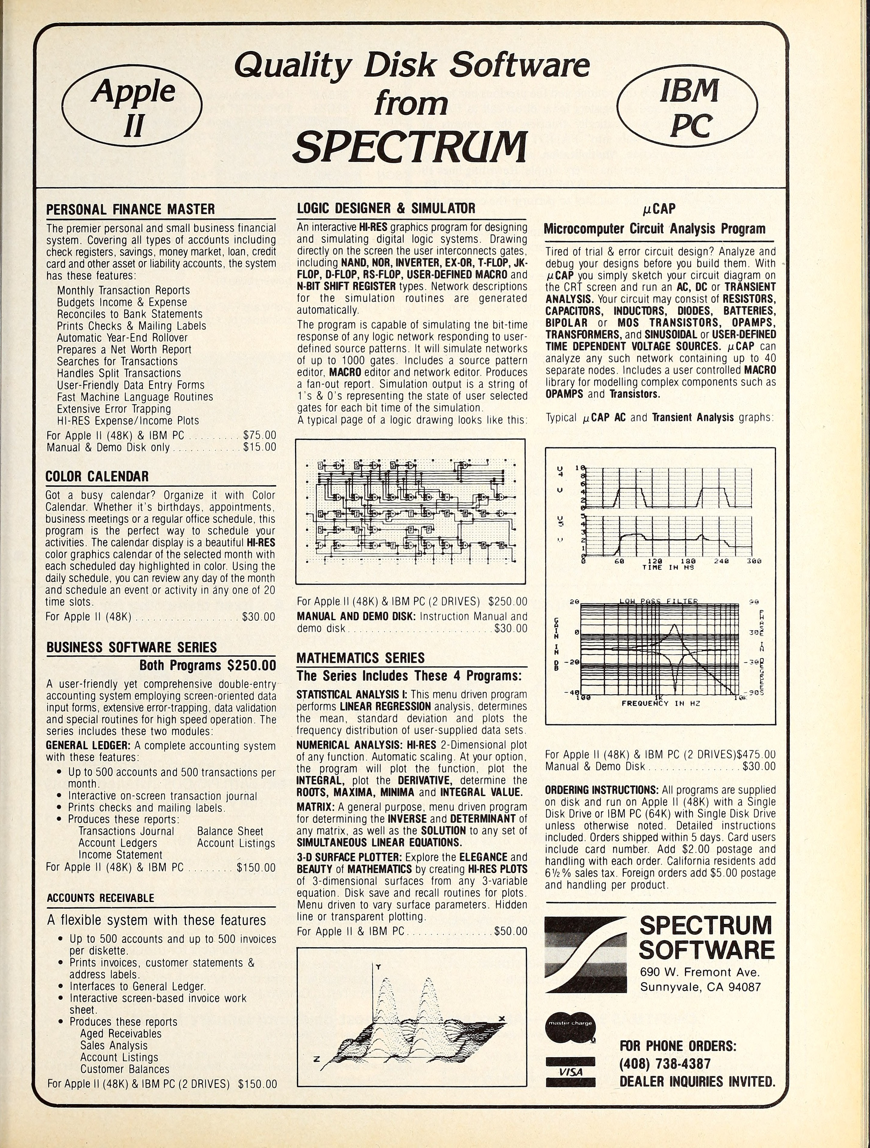 Quality Disk Software
from
SPECTRUM
Apple
II
IBM
PC
PERSONAL FINANCE MASTER
The premier personal and small business financial
system. Covering all types of accounts including
check registers, savings, money market, loan, credit
card and other asset or liability accounts, the system
has these features:
Monthly Transaction Reports
Budgets Income & Expense
Reconciles to Bank Statements
Prints Checks & Mailing Labels
Automatic Year-End Rollover
Prepares a Net Worth Report
Searches for Transactions
Handles Split Transactions
User-Friendly Data Entry Forms
Fast Machine Language Routines
Extensive Error Trapping
HI-RES Expense/Income Plots
For Apple II (48K) & IBM PC ......... $75.00
Manual & Demo Disk only ............ $15.00
COLOR CALENDAR
Got a busy calendar? Organize it with Color
Calendar. Whether it's birthdays, appointments,
business meetings or a regular office schedule, this
program is the perfect way to schedule your
activities. The calendar display is a beautiful HI-RES
color graphics calendar of the selected month with
each scheduled day highlighted in color. Using the
daily schedule, you can review any day of the month
and schedule an event or activity in any one of 20
time slots.
For Apple II (48K) .................. $30.00
BUSINESS SOFTWARE SERIES
Both Programs $250.00
A user-friendly yet comprehensive double-entry
accounting system employing screen-oriented data
input forms, extensive error-trapping, data validation
and special routines for high speed operation. The
series includes these two modules:
GENERAL LEDGER: A complete accounting system
with these features:
• Up to 500 accounts and 500 transactions per
month.
• Interactive on-screen transaction journal
• Prints checks and mailing labels.
• Produces these reports:
Transactions Journal Balance Sheet
Account Ledgers Account Listings
Income Statement
For Apple II (48K) & IBM PC ........ $150.00
ACCOUNTS RECEIVABLE
A flexible system with these features
• Up to 500 accounts and up to 500 invoices
per diskette.
• Prints invoices, customer statements &
address labels.
• Interfaces to General Ledger.
• Interactive screen-based invoice work
sheet.
• Produces these reports
Aged Receivables
Sales Analysis
Account Listings
Customer Balances
For Apple II (48K) & IBM PC (2 DRIVES) $150.00
LOGIC DESIGNER & SIMULATOR
An interactive HI-RES graphics program for designing
and simulating digital logic systems. Drawing
directly on the screen the user interconnects gates,
including NAND, NOR, INVERTER, EX-OR, T-FLOP, JK-
FLOP, D-FLOP, RS-FLOP, USER-DEFINED MACRO and
N-BIT SHIFT REGISTER types. Network descriptions
for the simulation routines are generated
automatically.
The program is capable of simulating the bit-time
response of any logic network responding to user-
defined source patterns. It will simulate networks
of up to 1000 gates. Includes a source pattern
editor, MACRO editor and network editor. Produces
a fan-out report. Simulation output is a string of
1's & 0's representing the state of user selected
gates for each bit time of the simulation.
A typical page of a logic drawing looks like this:
For Apple II (48K) & IBM PC (2 DRIVES) $250.00
MANUAL AND DEMO DISK: Instruction Manual and
demo disk ......................... $30.00
MATHEMATICS SERIES
The Series Includes These 4 Programs:
STATISTICAL ANALYSIS I: This menu driven program
performs LINEAR REGRESSION analysis, determines
the mean, standard deviation and plots the
frequency distribution of user-supplied data sets.
NUMERICAL ANALYSIS: HI-RES 2-Dimensional plot
of any function. Automatic scaling. At your option,
the program will plot the function, plot the
INTEGRAL, plot the DERIVATIVE, determine the
ROOTS, MAXIMA, MINIMA and INTEGRAL VALUE.
MATRIX: A general purpose, menu driven program
for determining the INVERSE and DETERMINANT of
any matrix, as well as the SOLUTION to any set of
SIMULTANEOUS LINEAR EQUATIONS.
3-D SURFACE PLOTTER: Explore the ELEGANCE and
BEAUTY of MATHEMATICS by creating HI-RES PLOTS
of 3-dimensional surfaces from any 3-variable
equation. Disk save and recall routines for plots.
Menu driven to vary surface parameters. Hidden
line or transparent plotting.
For Apple II & IBM PC .............. $50.00
Y
X
Z
µCAP
Microcomputer Circuit Analysis Program
Tired of trial & error circuit design? Analyze and
debug your designs before you build them. With
µCAP you simply sketch your circuit diagram on
the CRT screen and run an AC, DC or TRANSIENT
ANALYSIS. Your circuit may consist of RESISTORS,
CAPACITORS, INDUCTORS, DIODES, BATTERIES,
BIPOLAR or MOS TRANSISTORS, OPAMPS,
TRANSFORMERS, and SINUSOIDAL or USER-DEFINED
TIME DEPENDENT VOLTAGE SOURCES. µCAP can
analyze any such network containing up to 40
separate nodes. Includes a user controlled MACRO
library for modelling complex components such as
OPAMPS and Transistors.
Typical µCAP AC and Transient Analysis graphs:
0 60 120 180 240 300
TIME IN NS
LOW PASS FILTER
GAIN IN DB
20
0
-20
-40
100 1K 10K
FREQUENCY IN HZ
For Apple II (48K) & IBM PC (2 DRIVES)$475.00
Manual & Demo Disk ................ $30.00
ORDERING INSTRUCTIONS: All programs are supplied
on disk and run on Apple II (48K) with a Single
Disk Drive or IBM PC (64K) with Single Disk Drive
unless otherwise noted. Detailed instructions
included. Orders shipped within 5 days. Card users
include card number. Add $2.00 postage and
handling with each order. California residents add
6½% sales tax. Foreign orders add $5.00 postage
and handling per product.
SPECTRUM
SOFTWARE
690 W. Fremont Ave.
Sunnyvale, CA 94087
master charge
VISA
FOR PHONE ORDERS:
(408) 738-4387
DEALER INQUIRIES INVITED.